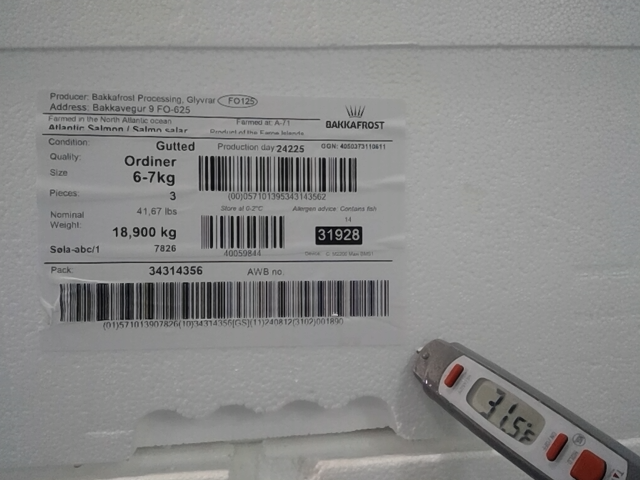 Producer: Bakkafrost Processing, Glyvrar FO125
Address: Bakkavegur 9 FO-625
BAKKAFROST
Farmed in the North Atlantic ocean Farmed at: A-71
Atlantic Salmon / Salmo salar Product of the Faroe Islands
Condition: Gutted Production day 24225
Quality: Ordiner
Size 6-7kg
(00)057101395343143562
Pieces: 3
Nominal Weight: 41,67 lbs
18,900 kg
Store at 0-2°C Allergen advice: Contains fish
14
31928
Søla-abc/1 7826
40059844
Pack: 34314356 AWB no.
(01)571013907826(10)34314356[GS](11)240812(3102)001890
31.5°F